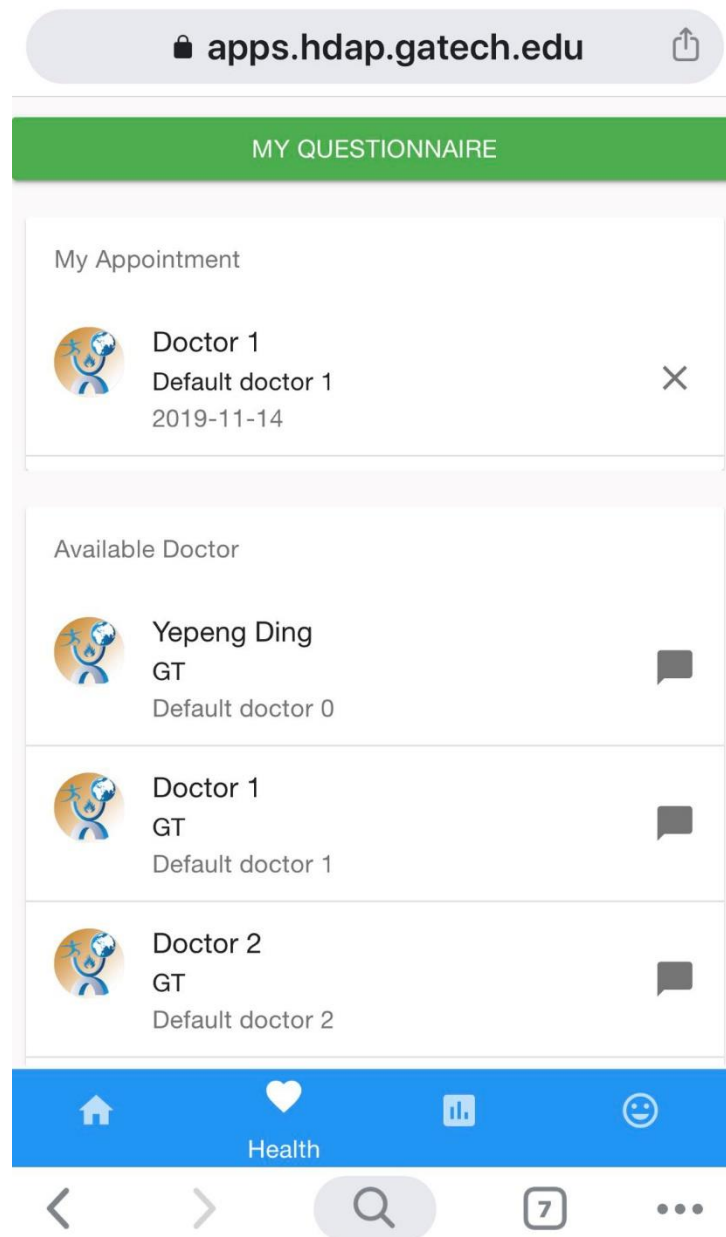 apps.hdap.gatech.edu
MY QUESTIONNAIRE
My Appointment
Doctor 1
Default doctor 1
2019-11-14
Available Doctor
Yepeng Ding
GT
Default doctor 0
Doctor 1
GT
Default doctor 1
Doctor 2
GT
Default doctor 2
Health
7